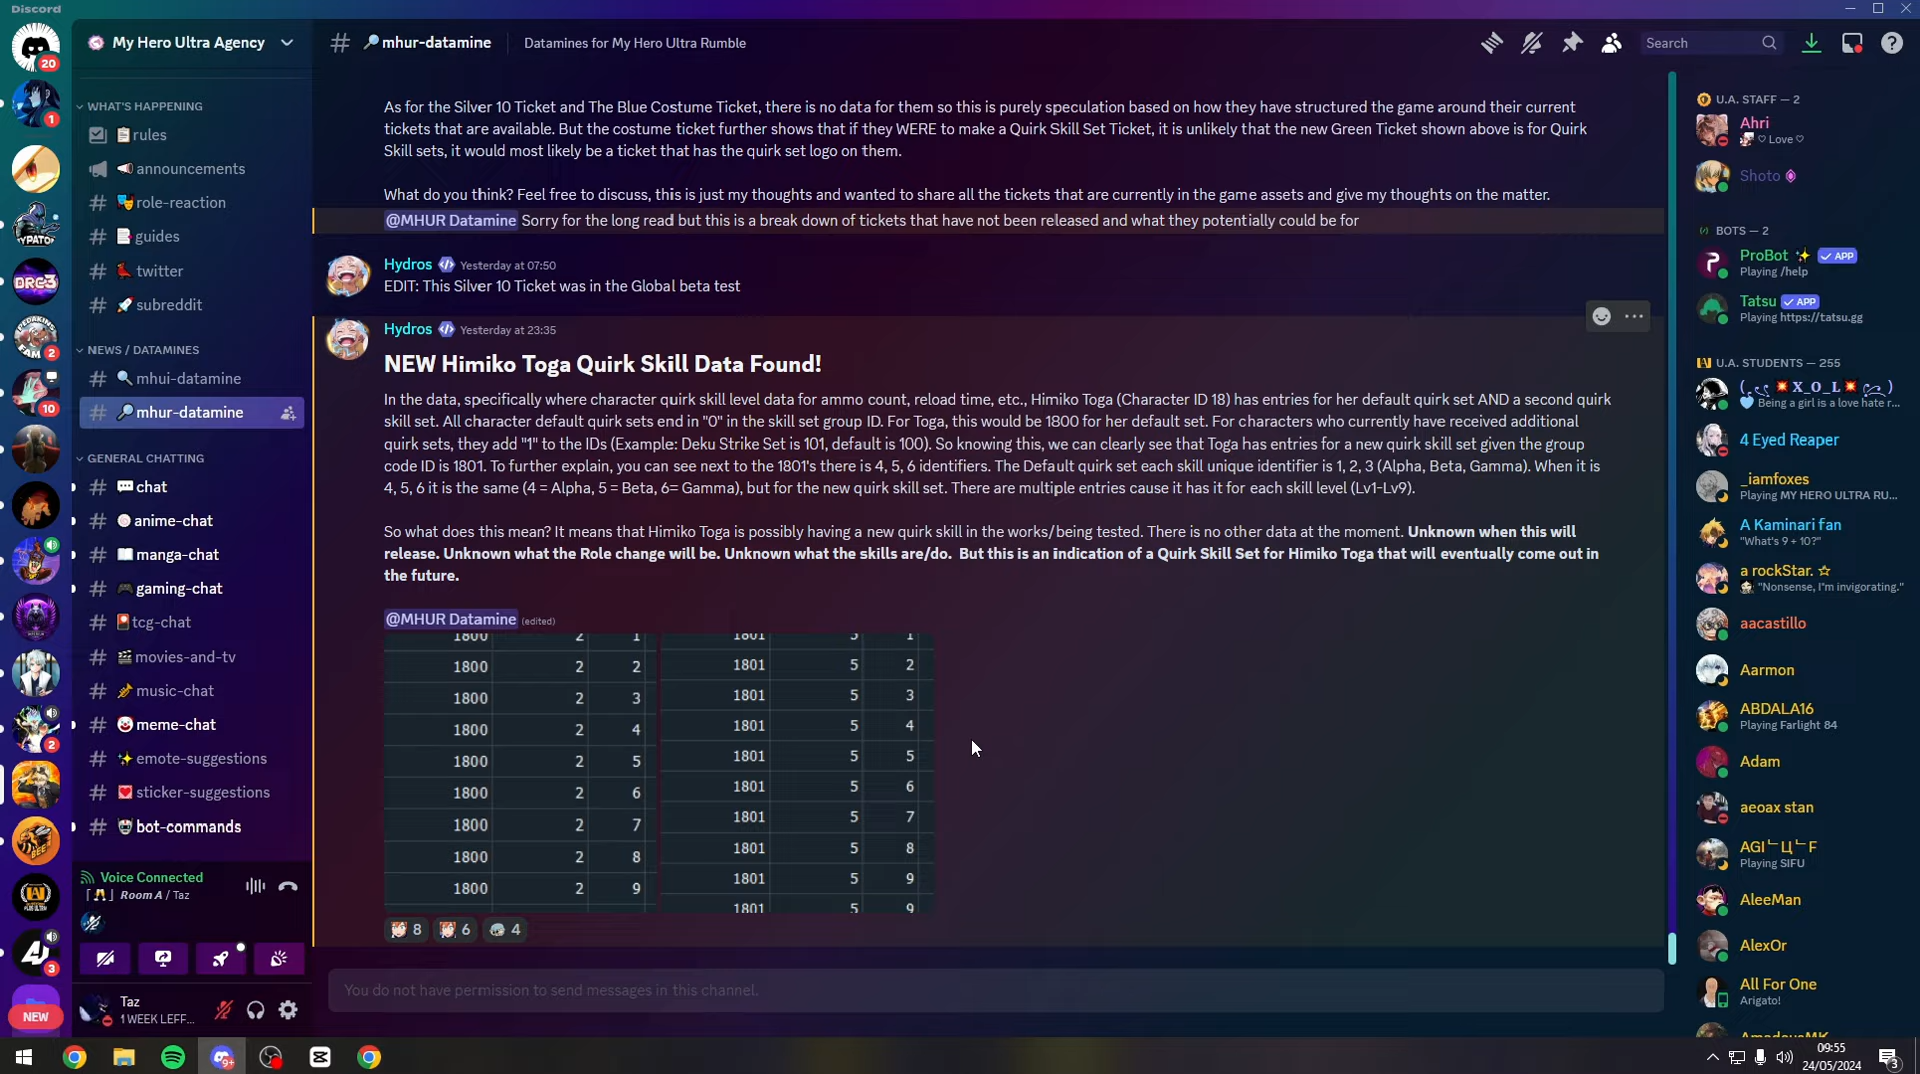 Discord
My Hero Ultra Agency
mhur-datamine
Datamines for My Hero Ultra Rumble
Search
20
1
2
10
2
3
NEW
DRC3
BEE
WHAT'S HAPPENING
rules
announcements
role-reaction
guides
twitter
subreddit
NEWS / DATAMINES
mhui-datamine
mhur-datamine
GENERAL CHATTING
chat
anime-chat
manga-chat
gaming-chat
tcg-chat
movies-and-tv
music-chat
meme-chat
emote-suggestions
sticker-suggestions
bot-commands
Voice Connected
Room A / Taz
Taz
1 WEEK LEFF...
As for the Silver 10 Ticket and The Blue Costume Ticket, there is no data for them so this is purely speculation based on how they have structured the game around their current
tickets that are available. But the costume ticket further shows that if they WERE to make a Quirk Skill Set Ticket, it is unlikely that the new Green Ticket shown above is for Quirk
Skill sets, it would most likely be a ticket that has the quirk set logo on them.
What do you think? Feel free to discuss, this is just my thoughts and wanted to share all the tickets that are currently in the game assets and give my thoughts on the matter.
@MHUR Datamine Sorry for the long read but this is a break down of tickets that have not been released and what they potentially could be for
Hydros Yesterday at 07:50
EDIT: This Silver 10 Ticket was in the Global beta test
Hydros Yesterday at 23:35
NEW Himiko Toga Quirk Skill Data Found!
In the data, specifically where character quirk skill level data for ammo count, reload time, etc., Himiko Toga (Character ID 18) has entries for her default quirk set AND a second quirk
skill set. All character default quirk sets end in "0" in the skill set group ID. For Toga, this would be 1800 for her default set. For characters who currently have received additional
quirk sets, they add "1" to the IDs (Example: Deku Strike Set is 101, default is 100). So knowing this, we can clearly see that Toga has entries for a new quirk skill set given the group
code ID is 1801. To further explain, you can see next to the 1801's there is 4, 5, 6 identifiers. The Default quirk set each skill unique identifier is 1, 2, 3 (Alpha, Beta, Gamma). When it is
4, 5, 6 it is the same (4 = Alpha, 5 = Beta, 6= Gamma), but for the new quirk skill set. There are multiple entries cause it has it for each skill level (Lv1-Lv9).
So what does this mean? It means that Himiko Toga is possibly having a new quirk skill in the works/being tested. There is no other data at the moment. Unknown when this will
release. Unknown what the Role change will be. Unknown what the skills are/do. But this is an indication of a Quirk Skill Set for Himiko Toga that will eventually come out in
the future.
@MHUR Datamine (edited)
1800 2 1 1801 5 1
1800 2 2 1801 5 2
1800 2 3 1801 5 3
1800 2 4 1801 5 4
1800 2 5 1801 5 5
1800 2 6 1801 5 6
1800 2 7 1801 5 7
1800 2 8 1801 5 8
1800 2 9 1801 5 9
1801 5 9
8 6 4
You do not have permission to send messages in this channel.
U.A. STAFF — 2
Ahri
♡ Love ♡
Shoto
BOTS — 2
ProBot ✨ ✓ APP
Playing /help
Tatsu ✓ APP
Playing https://tatsu.gg
U.A. STUDENTS — 255
X_O_L
Being a girl is a love hate r...
4 Eyed Reaper
_iamfoxes
Playing MY HERO ULTRA RU...
A Kaminari fan
"What's 9 + 10?"
a rockStar. ☆
"Nonsense, I'm invigorating."
aacastillo
Aarmon
ABDALA16
Playing Farlight 84
Adam
aeoax stan
Playing SIFU
AleeMan
AlexOr
All For One
Arigato!
9+
09:55
24/05/2024
3